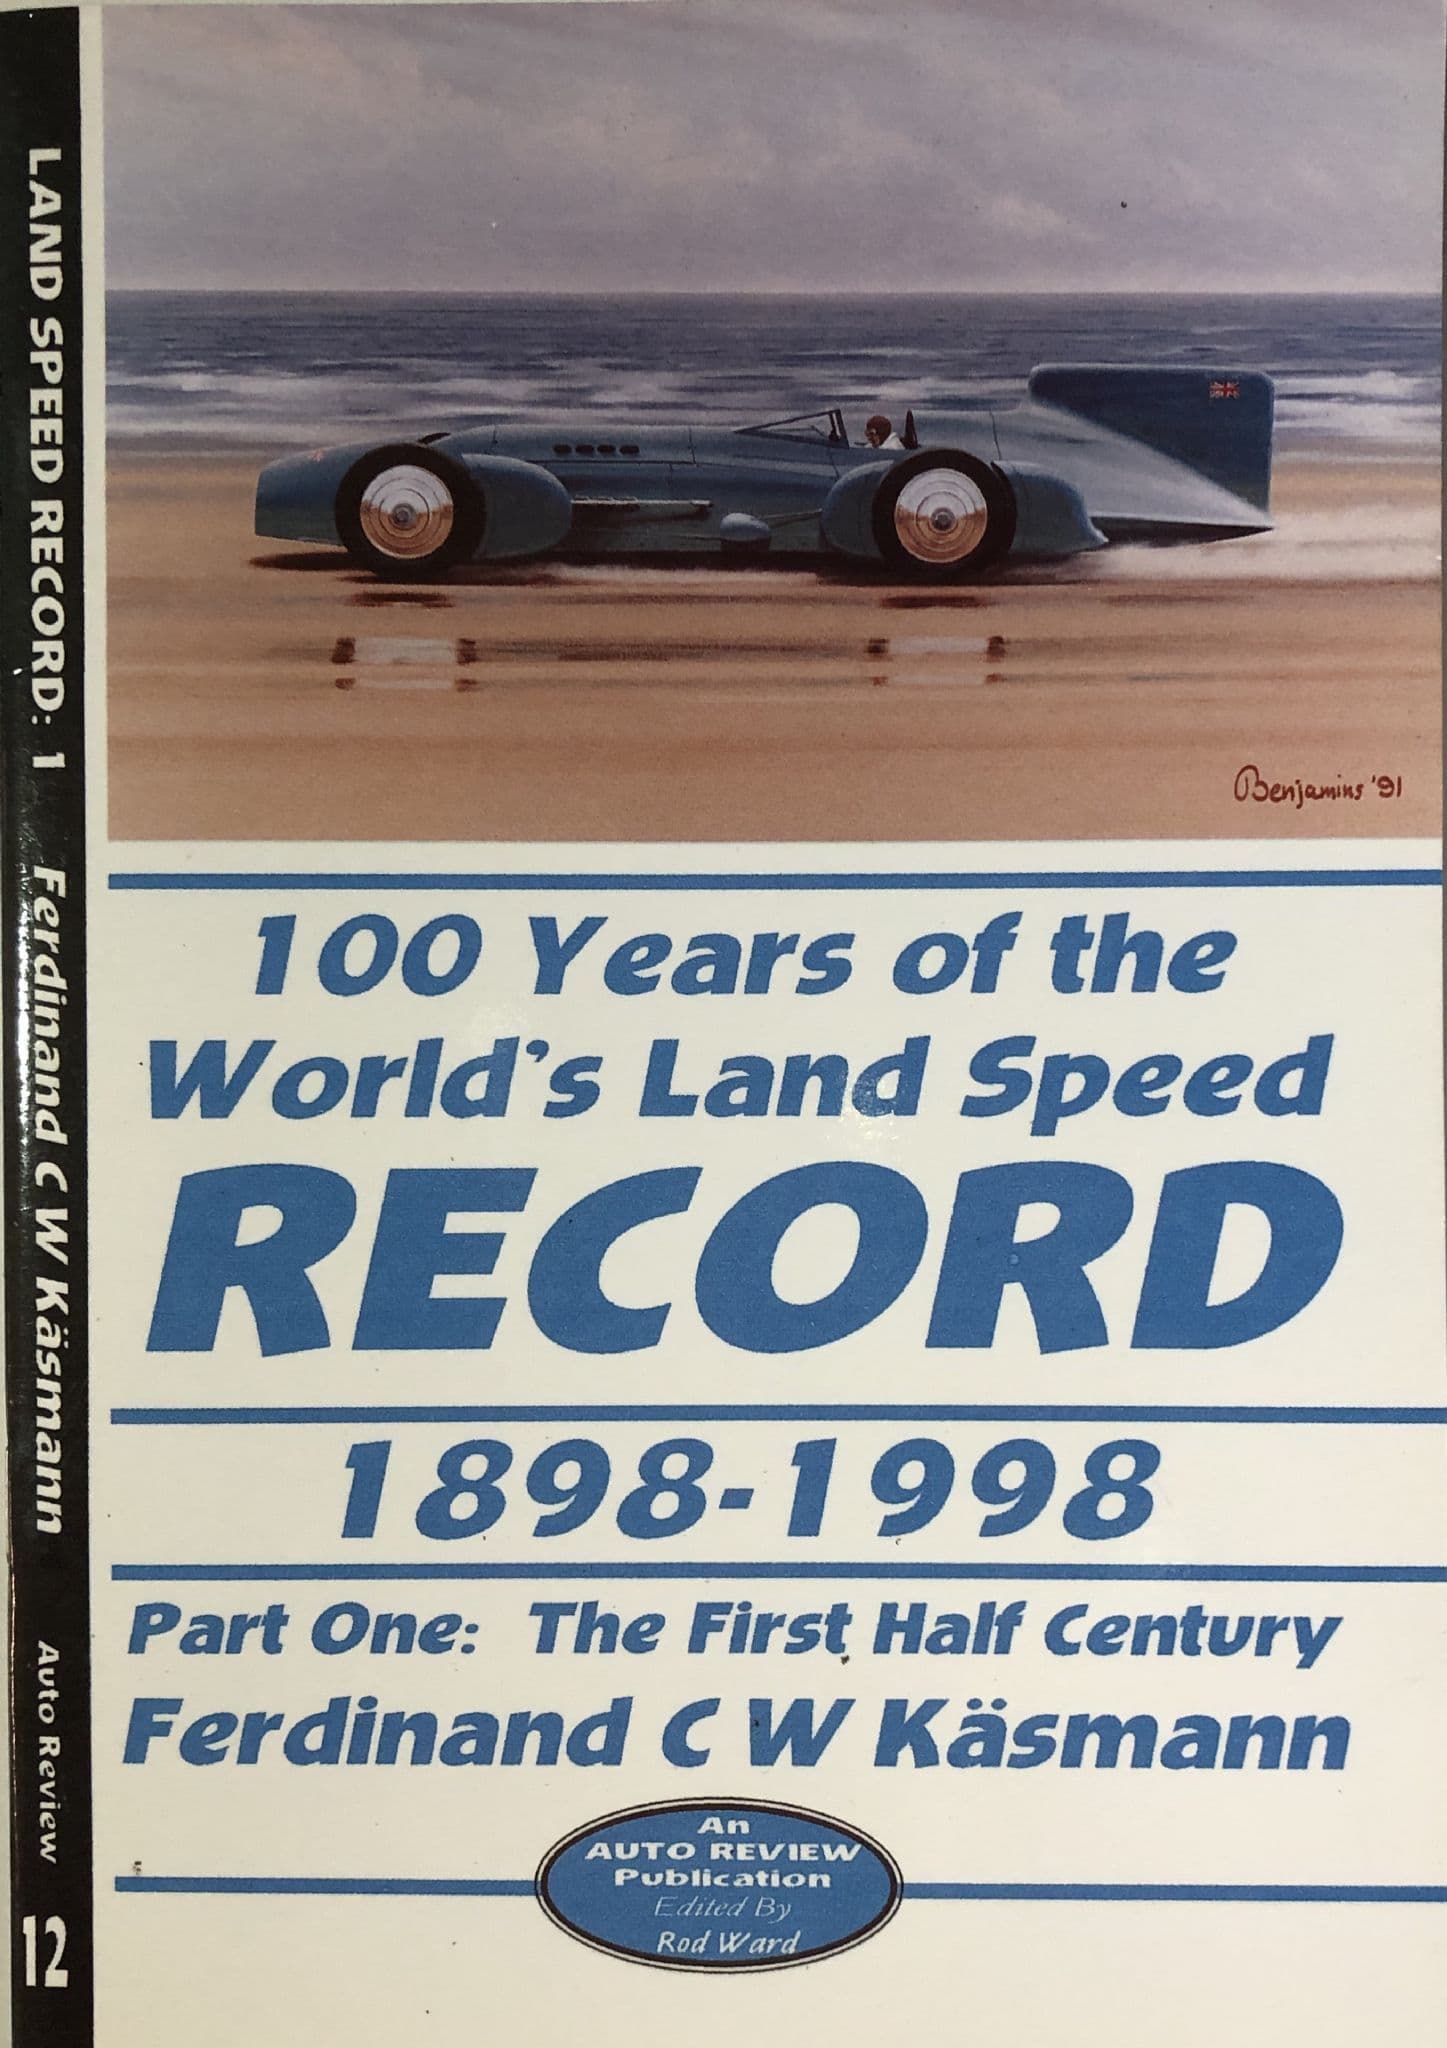 LAND SPEED RECORD: 1 Ferdinand C W Käsmann Auto Review 12
Benjamins '91
100 Years of the
World's Land Speed
RECORD
1898-1998
Part One: The First Half Century
Ferdinand C W Käsmann
An
AUTO REVIEW
Publication
Edited By
Rod Ward